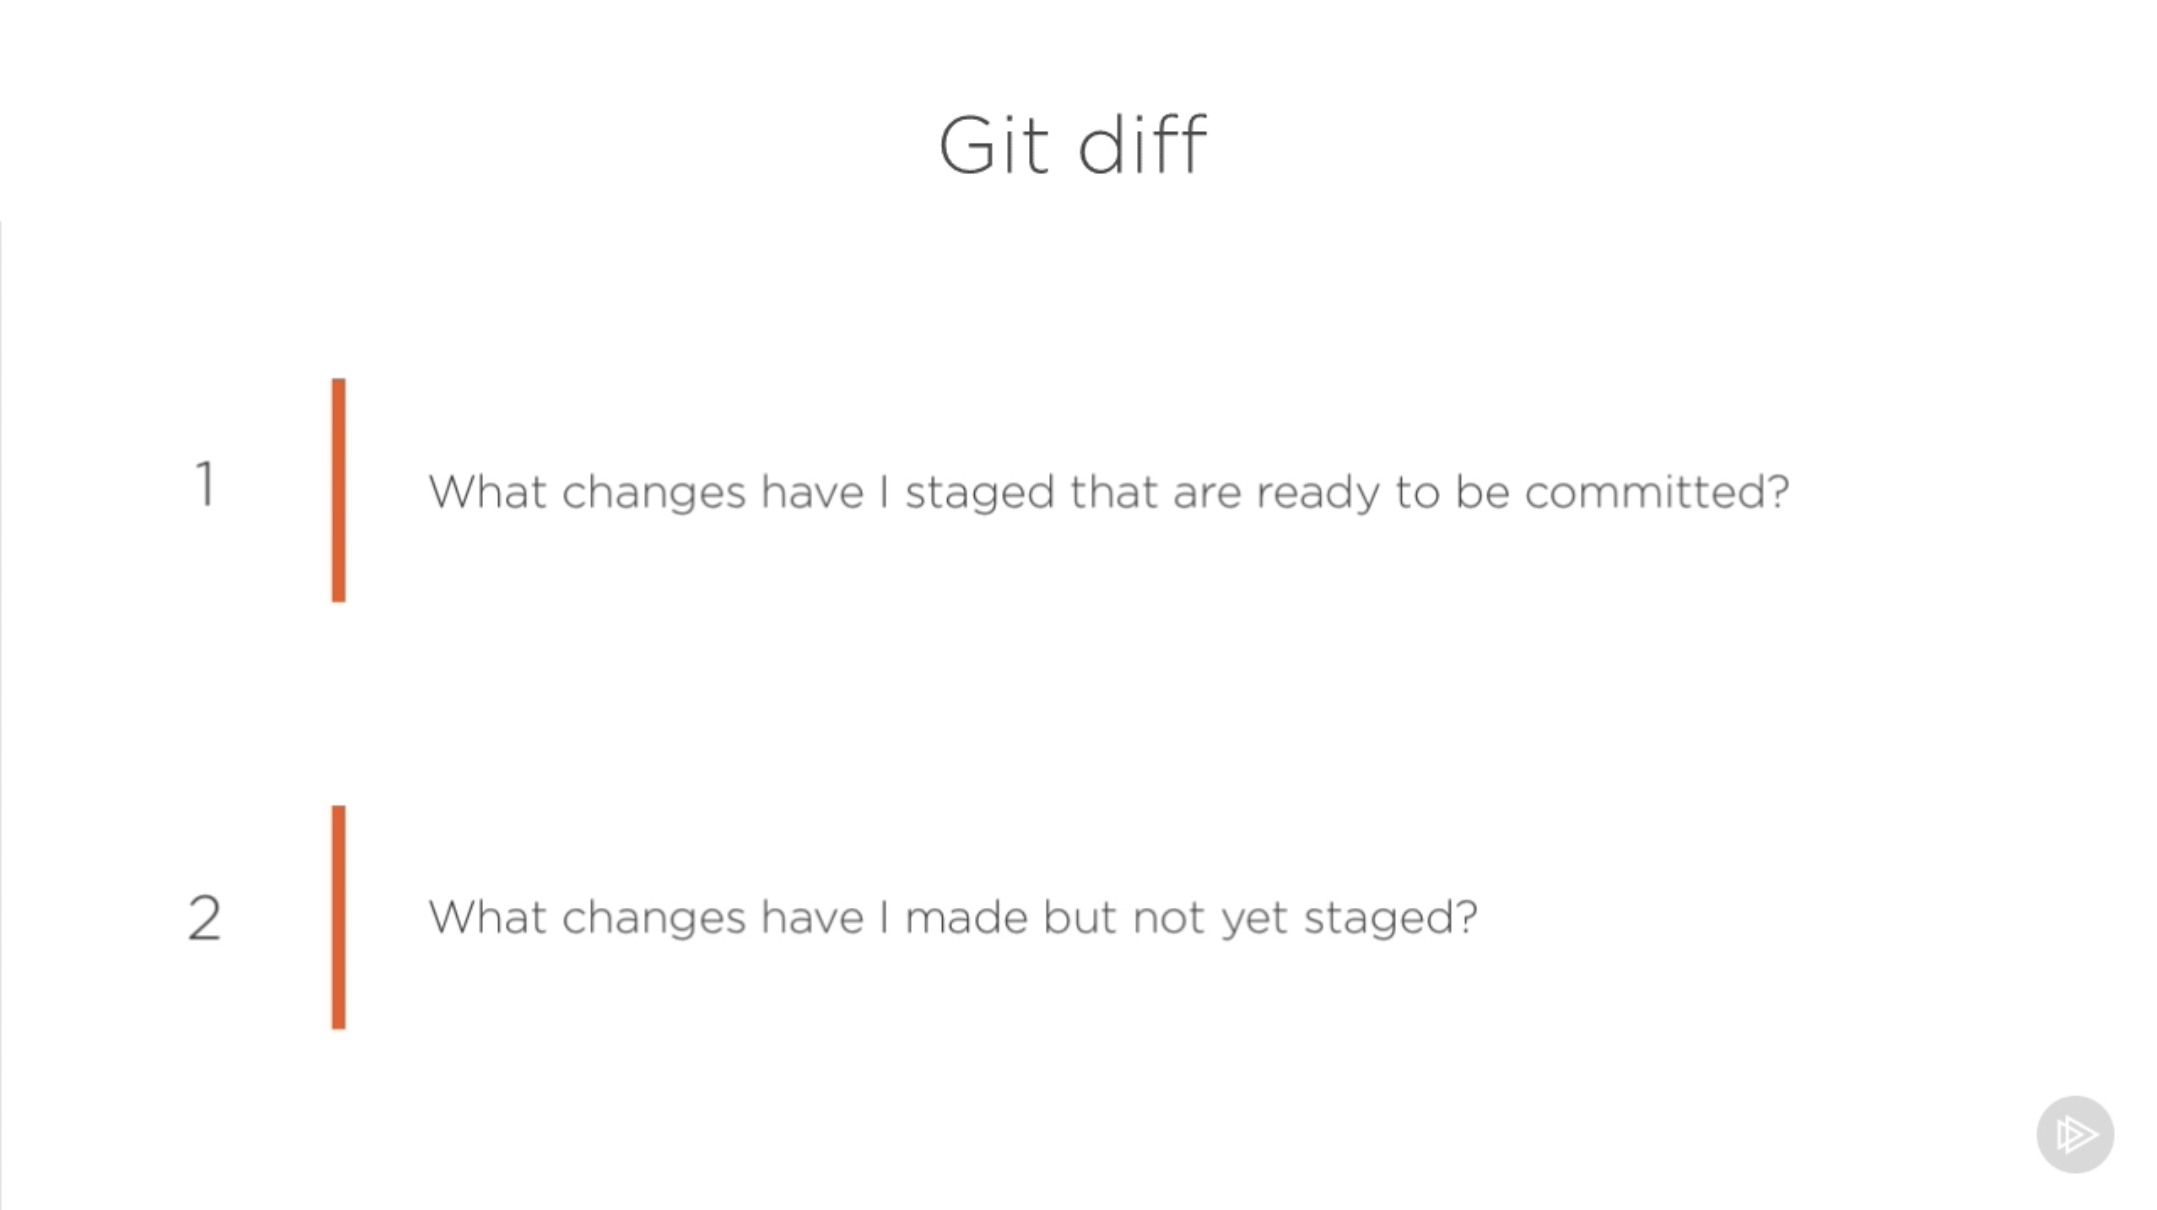 Git diff
1
What changes have I staged that are ready to be committed?
2
What changes have I made but not yet staged?